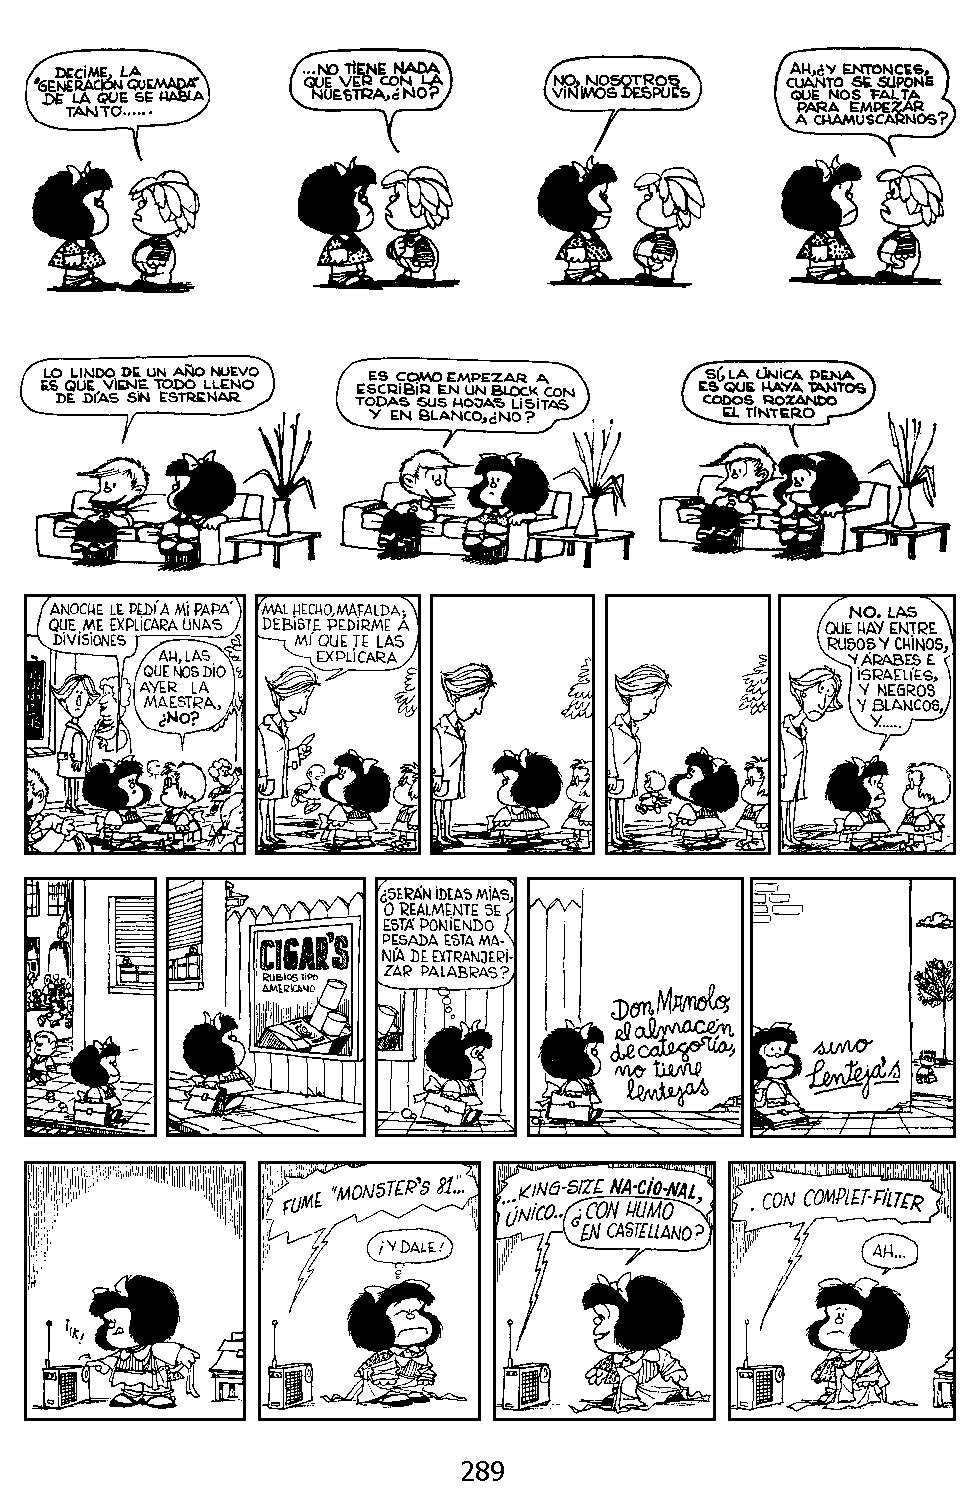 DECÍME, LA
"GENERACIÓN QUEMADA"
DE LA QUE SE HABLA
TANTO......
...NO TIENE NADA
QUE VER CON LA
NUESTRA, ¿NO?
NO, NOSOTROS
VINIMOS DESPUÉS
AH, ¿Y ENTONCES,
CUÁNTO SE SUPONE
QUE NOS FALTA
PARA EMPEZAR
A CHAMUSCARNOS?
LO LINDO DE UN AÑO NUEVO
ES QUE VIENE TODO LLENO
DE DÍAS SIN ESTRENAR
ES COMO EMPEZAR A
ESCRIBIR EN UN BLOCK CON
TODAS SUS HOJAS LISITAS
Y EN BLANCO, ¿NO?
SÍ, LA ÚNICA PENA
ES QUE HAYA TANTOS
CODOS ROZANDO
EL TINTERO
ANOCHE LE PEDÍ A MI PAPÁ
QUE ME EXPLICARA UNAS
DIVISIONES
AH, LAS
QUE NOS DIO
AYER LA
MAESTRA,
¿NO?
MAL HECHO, MAFALDA;
DEBISTE PEDIRME A
MÍ QUE TE LAS
EXPLICARA
NO. LAS
QUE HAY ENTRE
RUSOS Y CHINOS,
Y ÁRABES E
ISRAELÍES,
Y NEGROS
Y BLANCOS,
Y.....
CIGAR'S
RUBIOS TIPO
AMERICANO
¿SERÁN IDEAS MÍAS,
O REALMENTE SE
ESTÁ PONIENDO
PESADA ESTA MA-
NÍA DE EXTRANJERI-
ZAR PALABRAS?
Don Manolo,
el almacén
de categoría,
no tiene
lentejas
sino
Lenteja's
TIK!
FUME "MONSTER'S 81...
¡Y DALE!
...KING-SIZE NA-CIO-NAL,
ÚNICO..
¿CON HUMO
EN CASTELLANO?
. CON COMPLET-FILTER
AH...
289